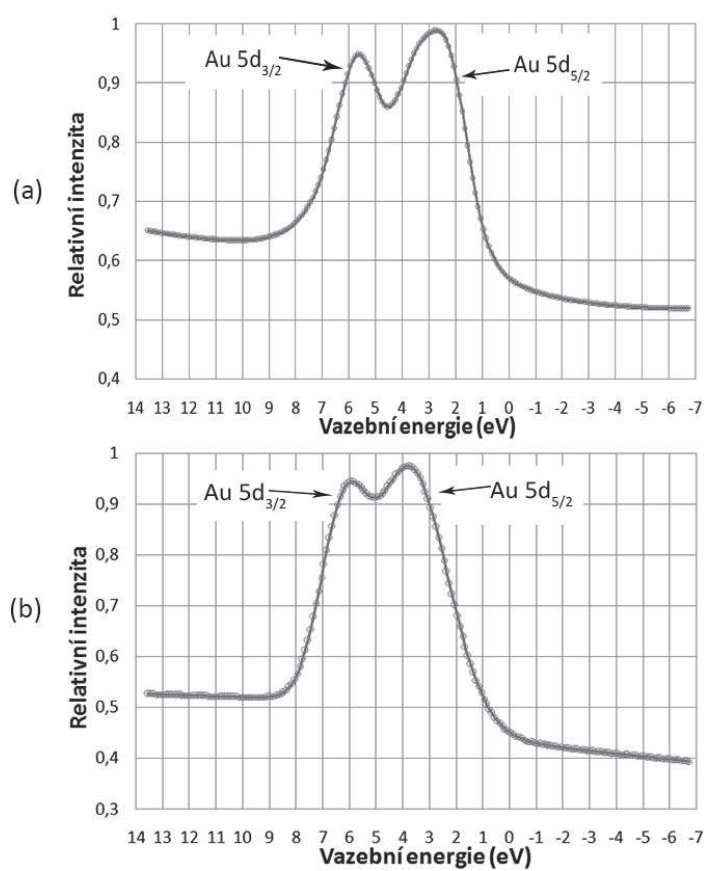 (a)
Relativní intenzita
1
0,9
0,8
0,7
0,6
0,5
0,4
Au 5d3/2
Au 5d5/2
14 13 12 11 10 9 8 7 6 5 4 3 2 1 0 -1 -2 -3 -4 -5 -6 -7
Vazební energie (eV)
(b)
Relativní intenzita
1
0,9
0,8
0,7
0,6
0,5
0,4
0,3
Au 5d3/2
Au 5d5/2
14 13 12 11 10 9 8 7 6 5 4 3 2 1 0 -1 -2 -3 -4 -5 -6 -7
Vazební energie (eV)